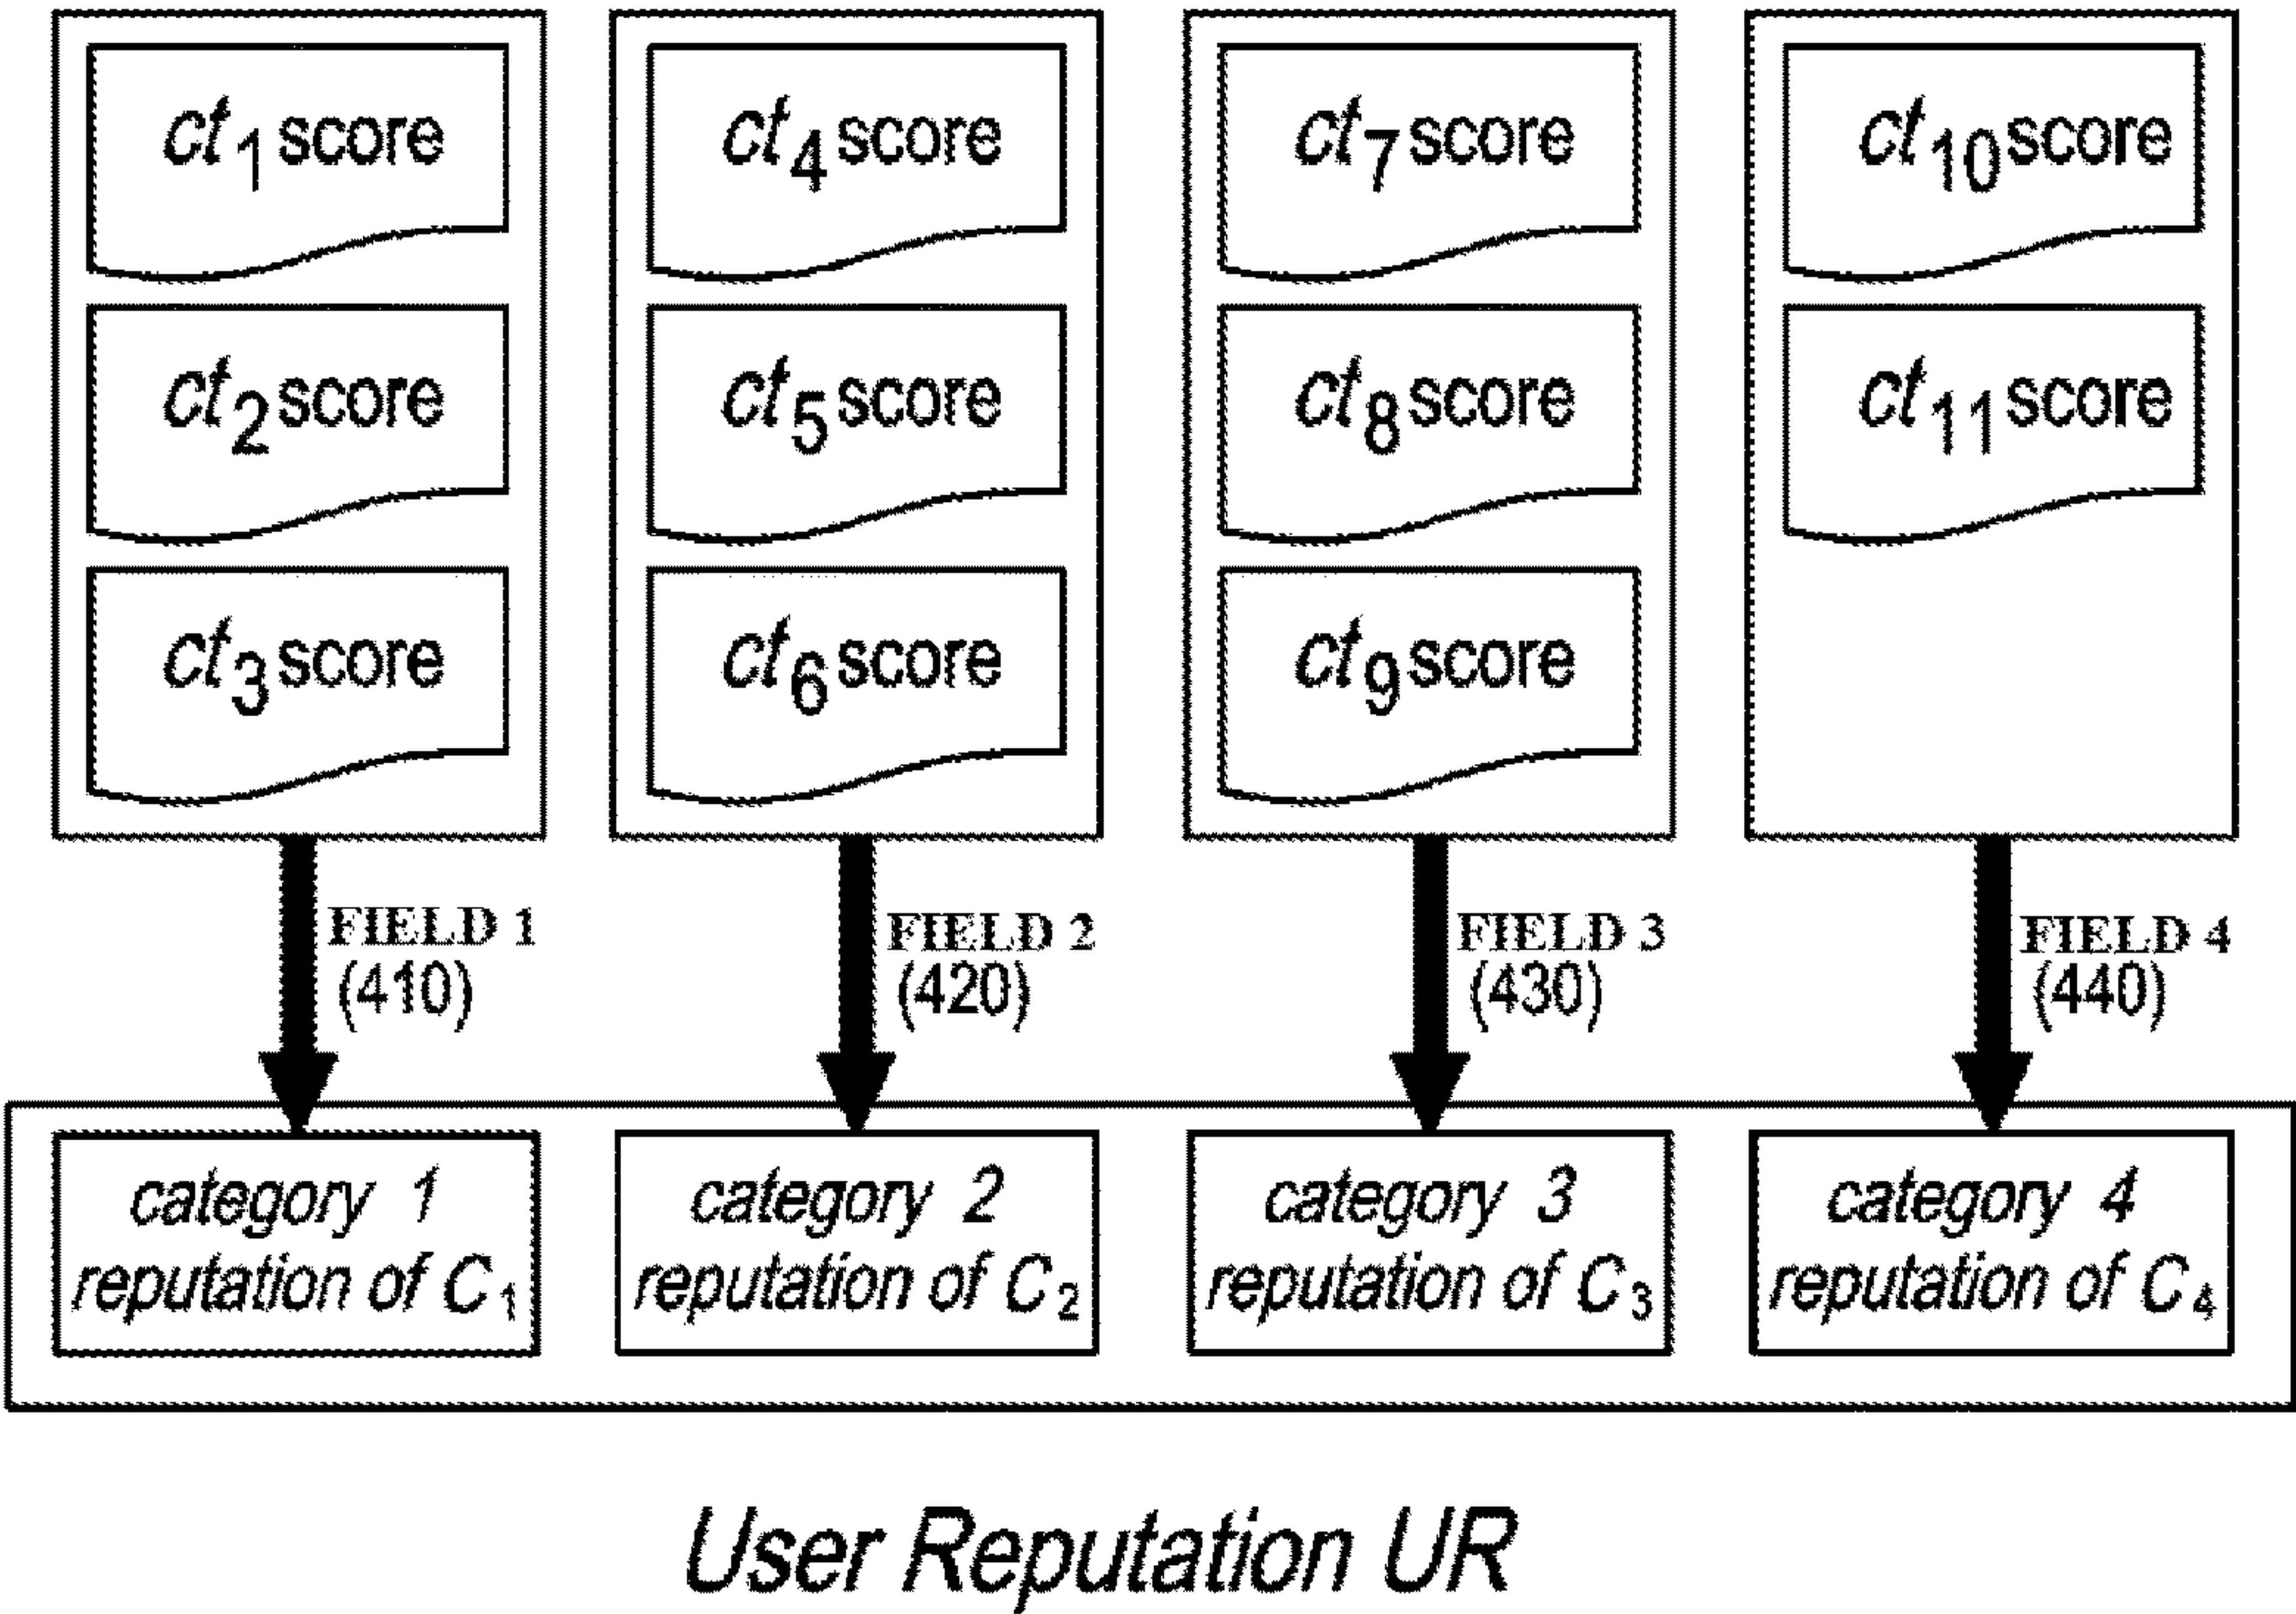 ct1 score
ct4 score
ct7 score
ct10 score
ct2 score
ct5 score
ct8 score
ct11 score
ct3 score
ct6 score
ct9 score
FIELD 1
(410)
FIELD 2
(420)
FIELD 3
(430)
FIELD 4
(440)
category 1
reputation of C1
category 2
reputation of C2
category 3
reputation of C3
category 4
reputation of C4
User Reputation UR